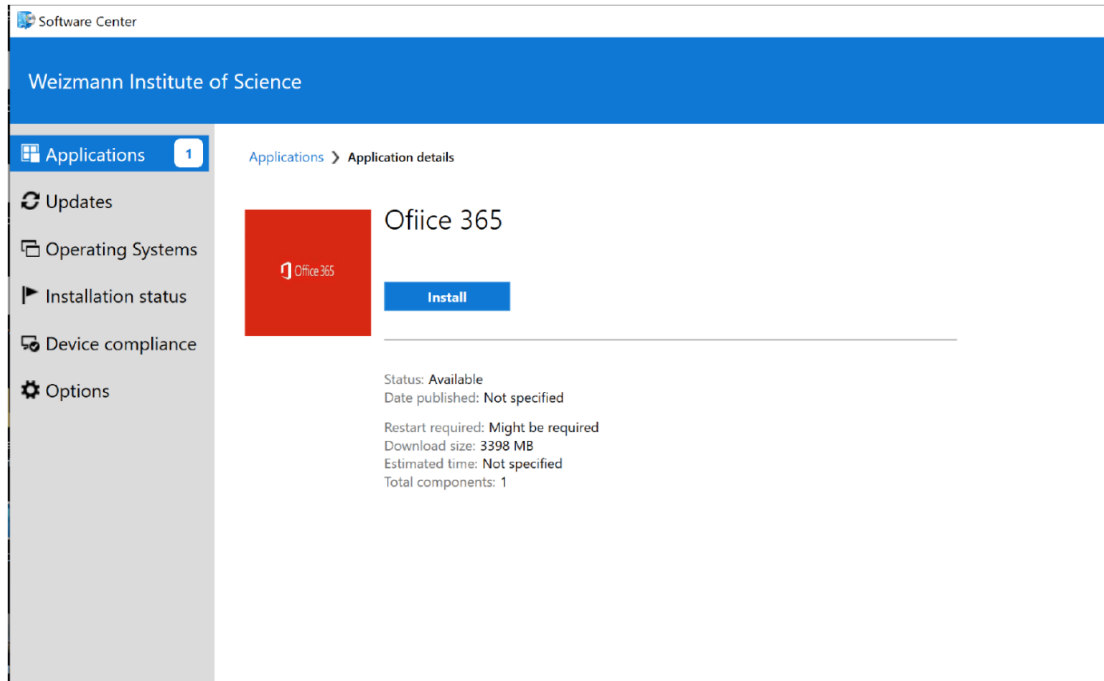 Software Center
Weizmann Institute of Science
Applications 1
Updates
Operating Systems
Installation status
Device compliance
Options
Applications ❯ Application details
Office 365
Ofiice 365
Install
Status: Available
Date published: Not specified
Restart required: Might be required
Download size: 3398 MB
Estimated time: Not specified
Total components: 1